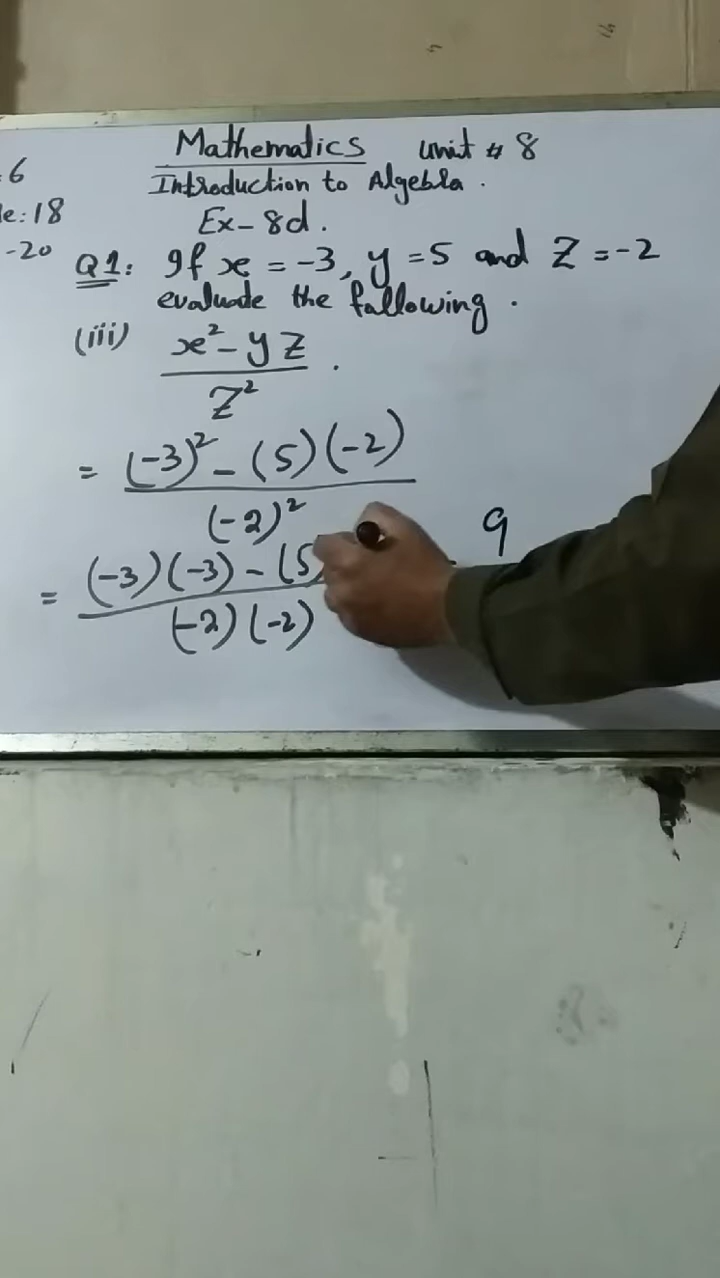 Mathematics Unit # 8
Introduction to Algebra.
:6
le:18
-20
Ex-8d.
Q1: If x = -3, y = 5 and Z = -2
evaluate the following.
(iii) x² - yz
Z²
= (-3)² - (5)(-2)
(-2)²
= (-3)(-3) - (5
(-2)(-2)
9